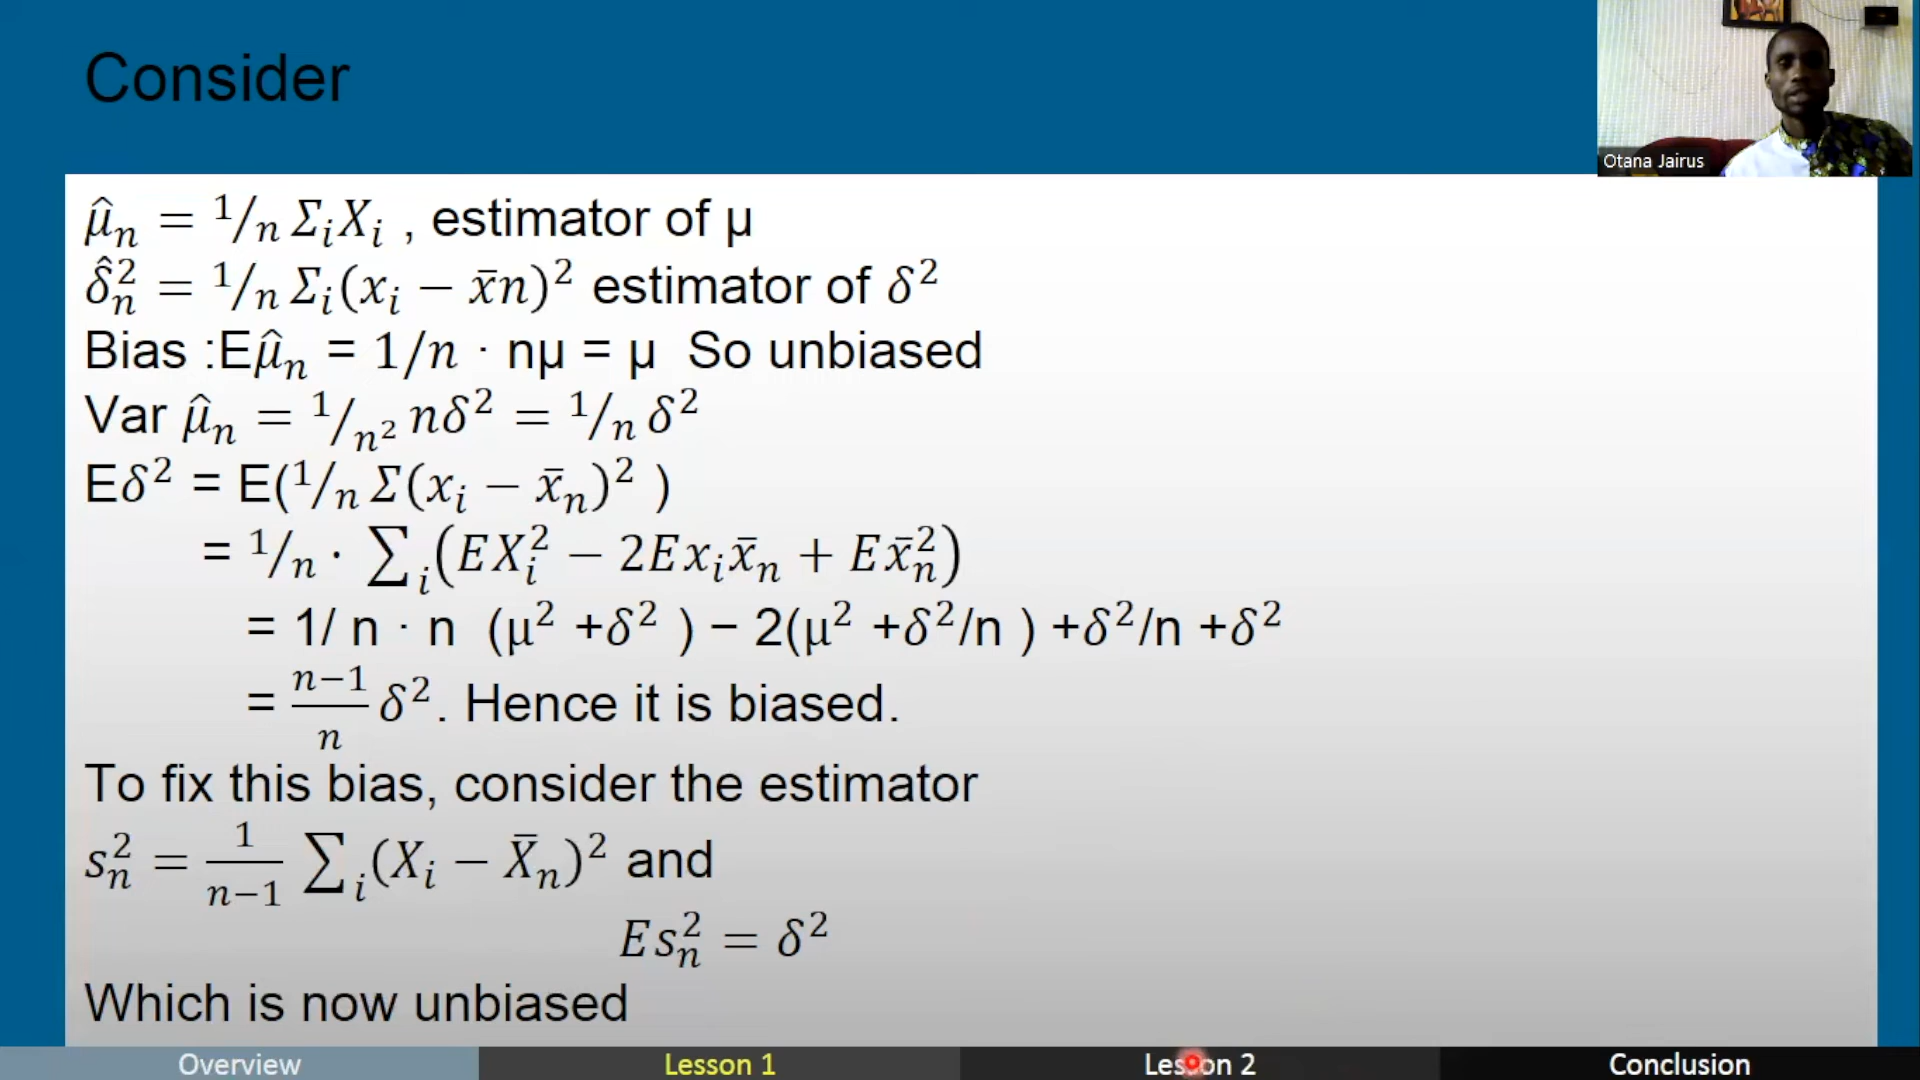 Consider
Otana Jairus
μ̂ₙ = 1/n Σᵢ Xᵢ , estimator of μ
δ̂ₙ² = 1/n Σᵢ(xᵢ − x̄n)² estimator of δ²
Bias :Eμ̂ₙ = 1/n · nμ = μ So unbiased
Var μ̂ₙ = 1/n² nδ² = 1/n δ²
Eδ² = E(1/n Σ(xᵢ − x̄ₙ)² )
= 1/n · ∑ᵢ(EXᵢ² − 2Exᵢx̄ₙ + Ex̄ₙ²)
= 1/ n · n (μ² +δ² ) − 2(μ² +δ²/n ) +δ²/n +δ²
= (n−1)/n δ². Hence it is biased.
To fix this bias, consider the estimator
sₙ² = 1/(n−1) ∑ᵢ(Xᵢ − X̄ₙ)² and
Esₙ² = δ²
Which is now unbiased
Overview
Lesson 1
Lesson 2
Conclusion